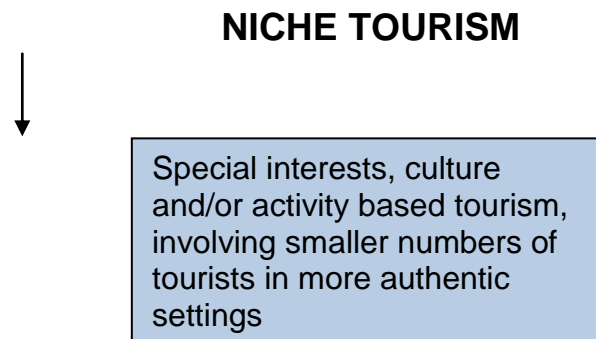 NICHE TOURISM
Special interests, culture
and/or activity based tourism,
involving smaller numbers of
tourists in more authentic
settings